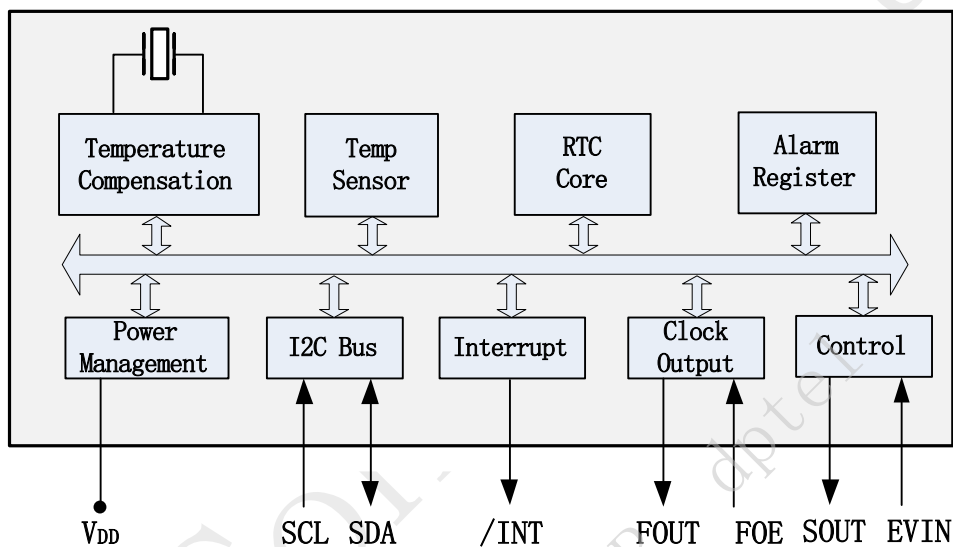 Temperature
Compensation
Temp
Sensor
RTC
Core
Alarm
Register
Power
Management
I2C Bus
Interrupt
Clock
Output
Control
VDD
SCL
SDA
/INT
FOUT
FOE
SOUT
EVIN
dptel